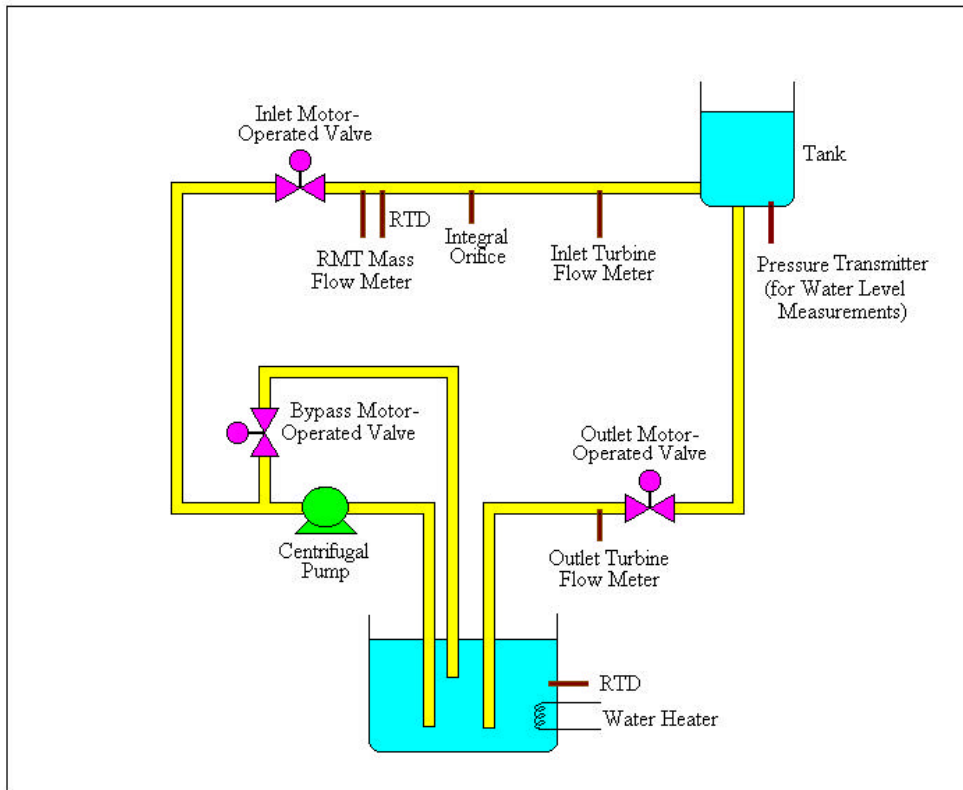 Inlet Motor-
Operated Valve
Tank
RTD
RMT Mass
Flow Meter
Integral
Orifice
Inlet Turbine
Flow Meter
Pressure Transmitter
(for Water Level
Measurements)
Bypass Motor-
Operated Valve
Outlet Motor-
Operated Valve
Centrifugal
Pump
Outlet Turbine
Flow Meter
RTD
Water Heater